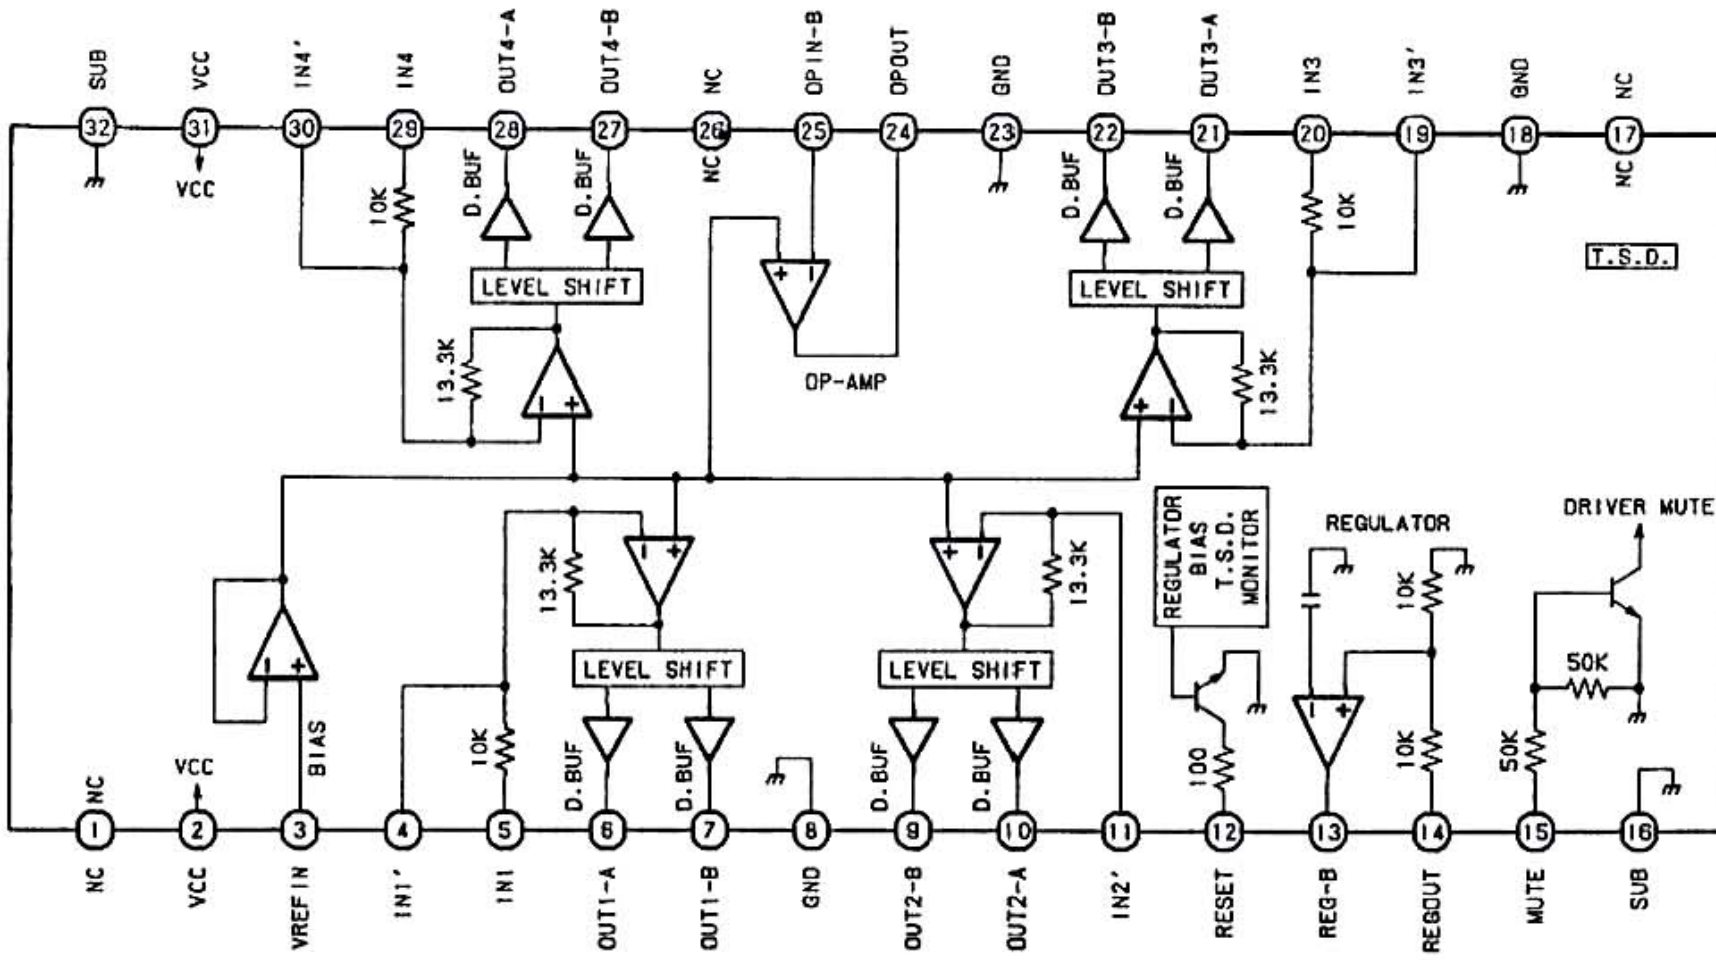 SUB VCC IN4' IN4 OUT4-A OUT4-B NC OPIN-B OPOUT GND OUT3-B OUT3-A IN3 IN3' GND NC
32 31 30 29 28 27 26 25 24 23 22 21 20 19 18 17
VCC 10K D.BUF D.BUF NC D.BUF D.BUF 10K NC
T.S.D.
LEVEL SHIFT + − LEVEL SHIFT
13.3K OP-AMP 13.3K
− + + −
REGULATOR
BIAS
T.S.D.
MONITOR
REGULATOR DRIVER MUTE
− + + −
13.3K 13.3K 10K
LEVEL SHIFT LEVEL SHIFT 50K
− + − +
BIAS 10K 100 10K 50K
NC VCC D.BUF D.BUF D.BUF D.BUF
1 2 3 4 5 6 7 8 9 10 11 12 13 14 15 16
NC VCC VREFIN IN1' IN1 OUT1-A OUT1-B GND OUT2-B OUT2-A IN2' RESET REG-B REGOUT MUTE SUB